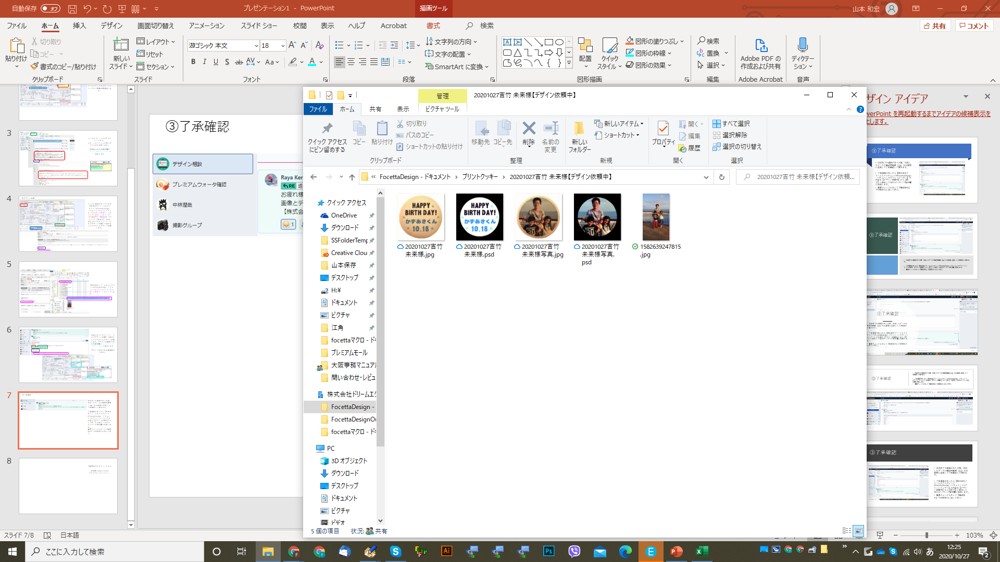 自動保存 オフ
プレゼンテーション1 - PowerPoint
描画ツール
山本 和宏
ファイル ホーム 挿入 デザイン 画面切り替え アニメーション スライド ショー 校閲 表示 ヘルプ Acrobat 書式 検索
共有 コメント
貼り付け
切り取り
コピー
書式のコピー/貼り付け
クリップボード
新しい
スライド
レイアウト
リセット
セクション
スライド
游ゴシック 本文 18
フォント
文字列の方向
文字の配置
SmartArt に変換
段落
配置
クイック
スタイル
図形の塗りつぶし
図形の枠線
図形の効果
図形描画
検索
置換
選択
編集
Adobe PDF の
作成および共有
Adobe Acrobat
ディクテー
ション
音声
3
4
5
6
7
8
③了承確認
デザイン相談
プレミアムウォータ確認
中林潤哉
撮影グループ
Raya Ker
RE
お疲れ様
画像とデ
【株式会
1
管理
20201027吉竹 未来様【デザイン依頼中】
ファイル ホーム 共有 表示 ピクチャ ツール
クイック アクセス
にピン留めする
コピー
貼り付け
切り取り
パスのコピー
ショートカットの貼り付け
クリップボード
移動先
コピー先
削除
名前の
変更
整理
新しい
フォルダー
新しいアイテム
ショートカット
新規
プロパティ
開く
編集
履歴
開く
すべて選択
選択解除
選択の切り替え
選択
« FocettaDesign - ドキュメント › プリントクッキー › 20201027吉竹 未来様【デザイン依頼中】
20201027吉竹 未来様【デザイン依頼...
クイック アクセス
OneDrive
ダウンロード
SSFolderTemp
Creative Clou
山本保存
デスクトップ
H:¥
ドキュメント
ピクチャ
江角
focettaマクロ - ド
プレミアムモール
大阪事務マニュアル
問い合わせ・レビュ
株式会社ドリームエク
FocettaDesign -
FocettaDesignOu
focettaマクロ - ド
PC
3D オブジェクト
ダウンロード
デスクトップ
ドキュメント
ピクチャ
ビデオ
HAPPY
BIRTH DAY!
かずあきくん
10.18
HAPPY
BIRTH DAY!
かずあきくん
10.18
20201027吉竹
未来様.jpg
20201027吉竹
未来様.psd
20201027吉竹
未来様写真.jpg
20201027吉竹
未来様写真.
psd
1582639247815
.jpg
5 個の項目 状況: 共有
ザイン アイデア
werPoint を再起動するまでアイデアの候補表示を
とします。
③了承確認
③了承確認
③了承確認
③了承確認
③了承確認
スライド 7/8 日本語
103%
ここに入力して検索
12:25
2020/10/27
あ
2